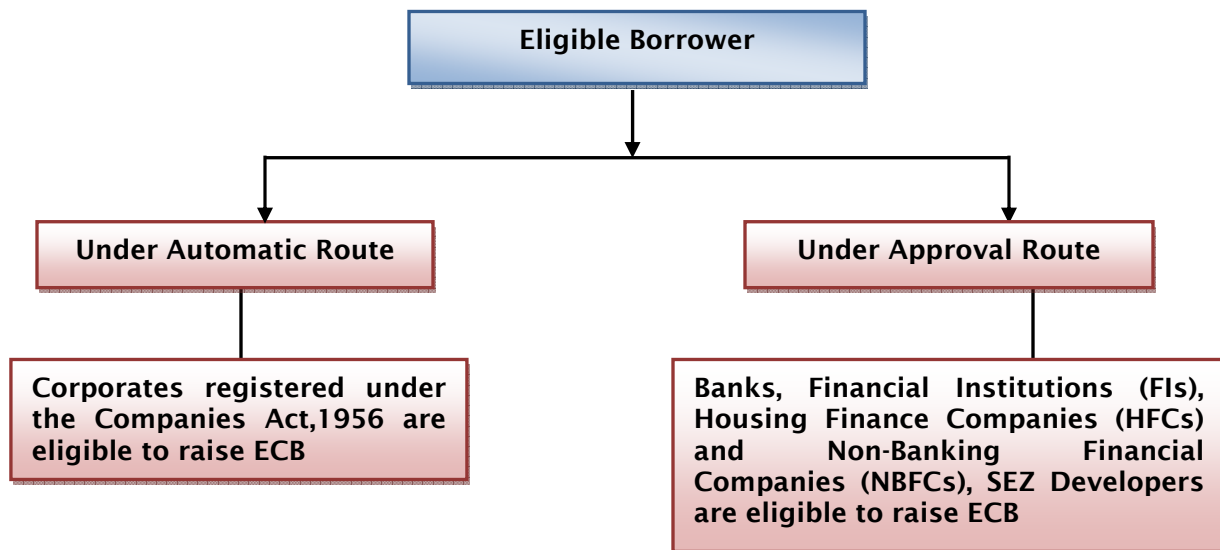 Eligible Borrower
Under Automatic Route
Under Approval Route
Corporates registered under
the Companies Act,1956 are
eligible to raise ECB
Banks, Financial Institutions (FIs),
Housing Finance Companies (HFCs)
and Non-Banking Financial
Companies (NBFCs), SEZ Developers
are eligible to raise ECB